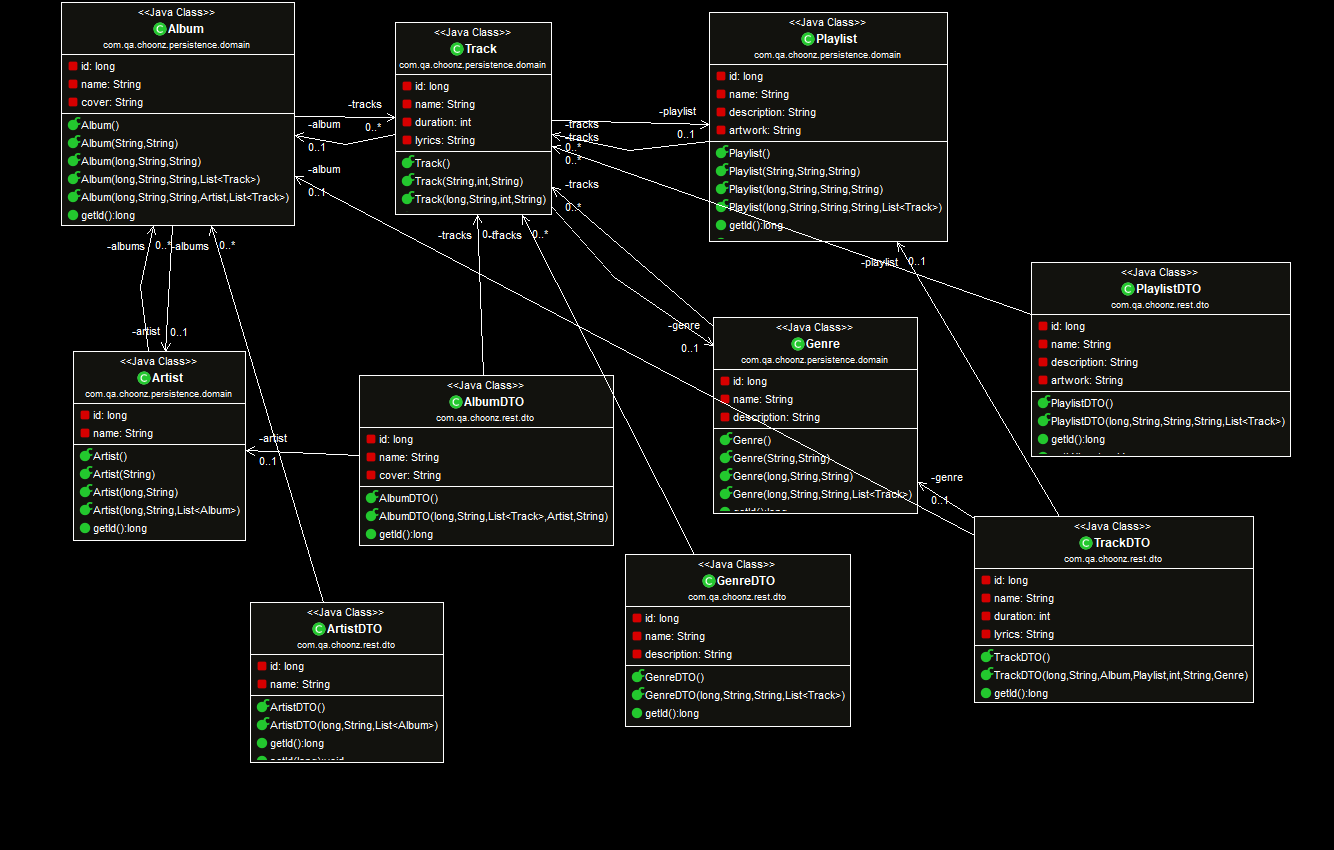 <<Java Class>>
Album
com.qa.choonz.persistence.domain
id: long
name: String
cover: String
Album()
Album(String,String)
Album(long,String,String)
Album(long,String,String,List<Track>)
Album(long,String,String,Artist,List<Track>)
getId():long
<<Java Class>>
Track
com.qa.choonz.persistence.domain
id: long
name: String
duration: int
lyrics: String
Track()
Track(String,int,String)
Track(long,String,int,String)
<<Java Class>>
Playlist
com.qa.choonz.persistence.domain
id: long
name: String
description: String
artwork: String
Playlist()
Playlist(String,String,String)
Playlist(long,String,String,String)
Playlist(long,String,String,String,List<Track>)
getId():long
-tracks
0..*
-album
0..1
-album
0..1
-playlist
0..1
-tracks
-tracks
0..*
0..*
-tracks
0..*
-tracks
0..*
-tracks
0..*
-albums
0..*
-albums
0..*
-artist
0..1
-playlist
0..1
-genre
0..1
<<Java Class>>
PlaylistDTO
com.qa.choonz.rest.dto
id: long
name: String
description: String
artwork: String
PlaylistDTO()
PlaylistDTO(long,String,String,String,List<Track>)
getId():long
<<Java Class>>
Genre
com.qa.choonz.persistence.domain
id: long
name: String
description: String
Genre()
Genre(String,String)
Genre(long,String,String)
Genre(long,String,String,List<Track>)
getId():long
<<Java Class>>
Artist
com.qa.choonz.persistence.domain
id: long
name: String
Artist()
Artist(String)
Artist(long,String)
Artist(long,String,List<Album>)
getId():long
-artist
0..1
<<Java Class>>
AlbumDTO
com.qa.choonz.rest.dto
id: long
name: String
cover: String
AlbumDTO()
AlbumDTO(long,String,List<Track>,Artist,String)
getId():long
-genre
0..1
<<Java Class>>
TrackDTO
com.qa.choonz.rest.dto
id: long
name: String
duration: int
lyrics: String
TrackDTO()
TrackDTO(long,String,Album,Playlist,int,String,Genre)
getId():long
<<Java Class>>
GenreDTO
com.qa.choonz.rest.dto
id: long
name: String
description: String
GenreDTO()
GenreDTO(long,String,String,List<Track>)
getId():long
<<Java Class>>
ArtistDTO
com.qa.choonz.rest.dto
id: long
name: String
ArtistDTO()
ArtistDTO(long,String,List<Album>)
getId():long